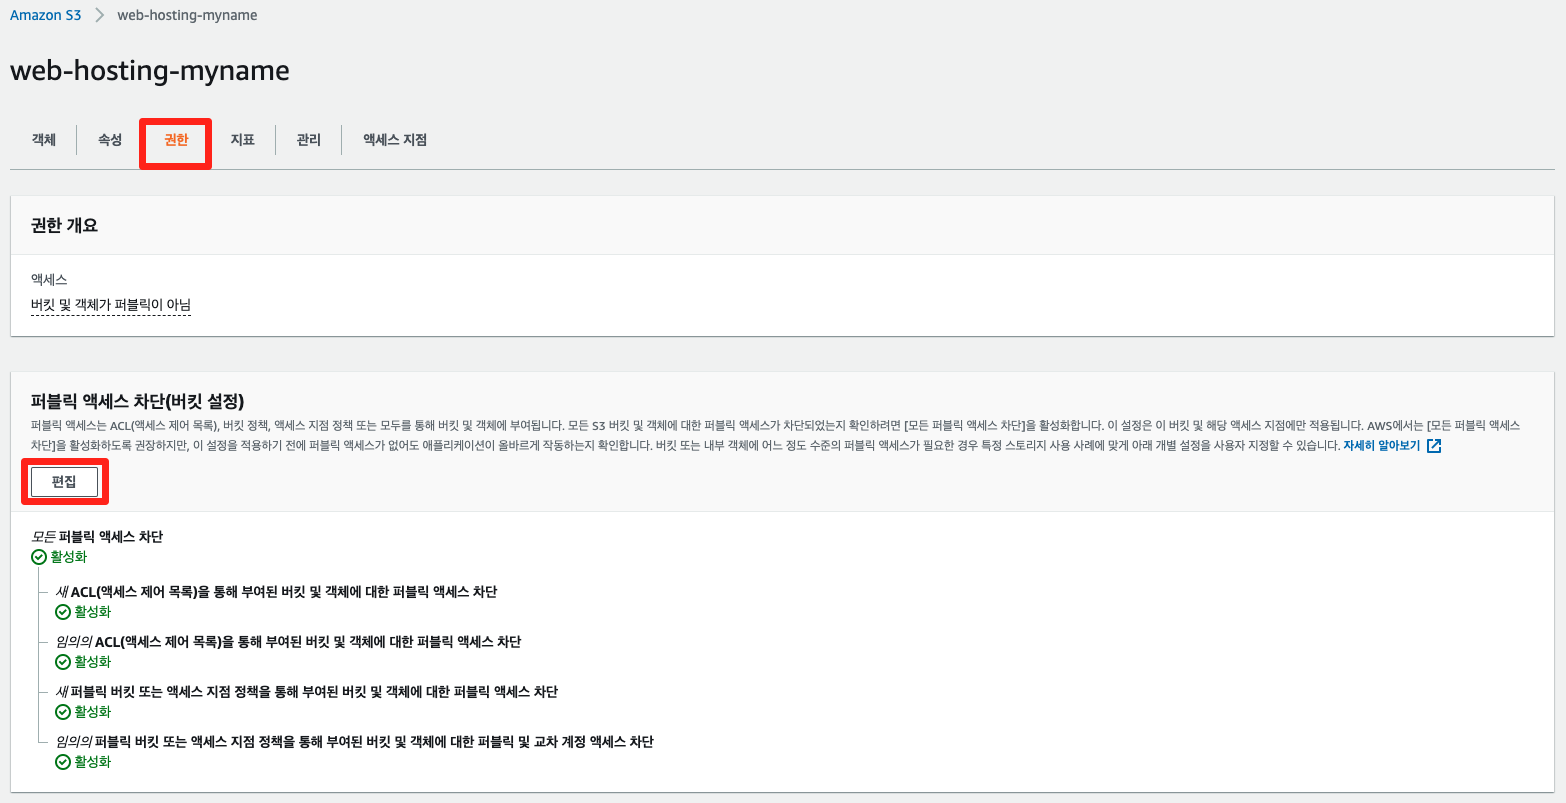 Amazon S3 > web-hosting-myname
web-hosting-myname
객체 속성 권한 지표 관리 액세스 지점
권한 개요
액세스
버킷 및 객체가 퍼블릭이 아님
퍼블릭 액세스 차단(버킷 설정)
퍼블릭 액세스는 ACL(액세스 제어 목록), 버킷 정책, 액세스 지점 정책 또는 모두를 통해 버킷 및 객체에 부여됩니다. 모든 S3 버킷 및 객체에 대한 퍼블릭 액세스가 차단되었는지 확인하려면 [모든 퍼블릭 액세스 차단]을 활성화합니다. 이 설정은 이 버킷 및 해당 액세스 지점에만 적용됩니다. AWS에서는 [모든 퍼블릭 액세스
차단]을 활성화하도록 권장하지만, 이 설정을 적용하기 전에 퍼블릭 액세스가 없어도 애플리케이션이 올바르게 작동하는지 확인합니다. 버킷 또는 내부 객체에 어느 정도 수준의 퍼블릭 액세스가 필요한 경우 특정 스토리지 사용 사례에 맞게 아래 개별 설정을 사용자 지정할 수 있습니다. 자세히 알아보기
편집
모든 퍼블릭 액세스 차단
활성화
새 ACL(액세스 제어 목록)을 통해 부여된 버킷 및 객체에 대한 퍼블릭 액세스 차단
활성화
임의의 ACL(액세스 제어 목록)을 통해 부여된 버킷 및 객체에 대한 퍼블릭 액세스 차단
활성화
새 퍼블릭 버킷 또는 액세스 지점 정책을 통해 부여된 버킷 및 객체에 대한 퍼블릭 액세스 차단
활성화
임의의 퍼블릭 버킷 또는 액세스 지점 정책을 통해 부여된 버킷 및 객체에 대한 퍼블릭 및 교차 계정 액세스 차단
활성화